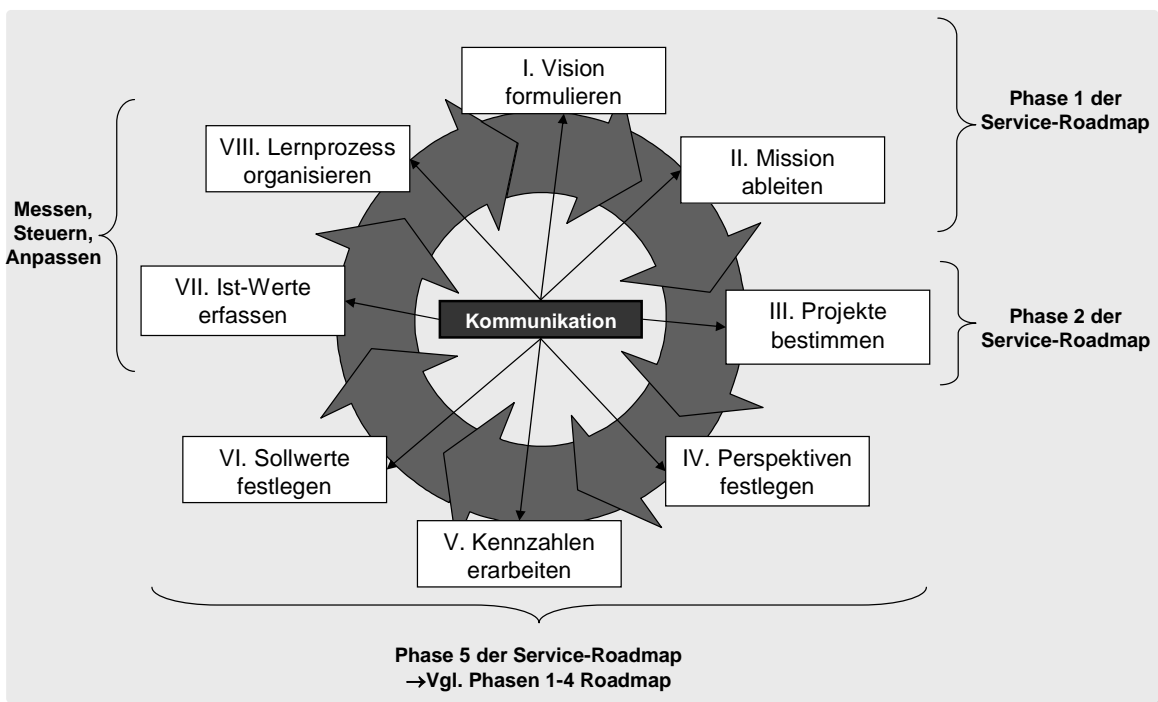 I. Vision
formulieren
Phase 1 der
Service-Roadmap
VIII. Lernprozess
organisieren
II. Mission
ableiten
Messen,
Steuern,
Anpassen
VII. Ist-Werte
erfassen
Kommunikation
III. Projekte
bestimmen
Phase 2 der
Service-Roadmap
VI. Sollwerte
festlegen
IV. Perspektiven
festlegen
V. Kennzahlen
erarbeiten
Phase 5 der Service-Roadmap
→Vgl. Phasen 1-4 Roadmap